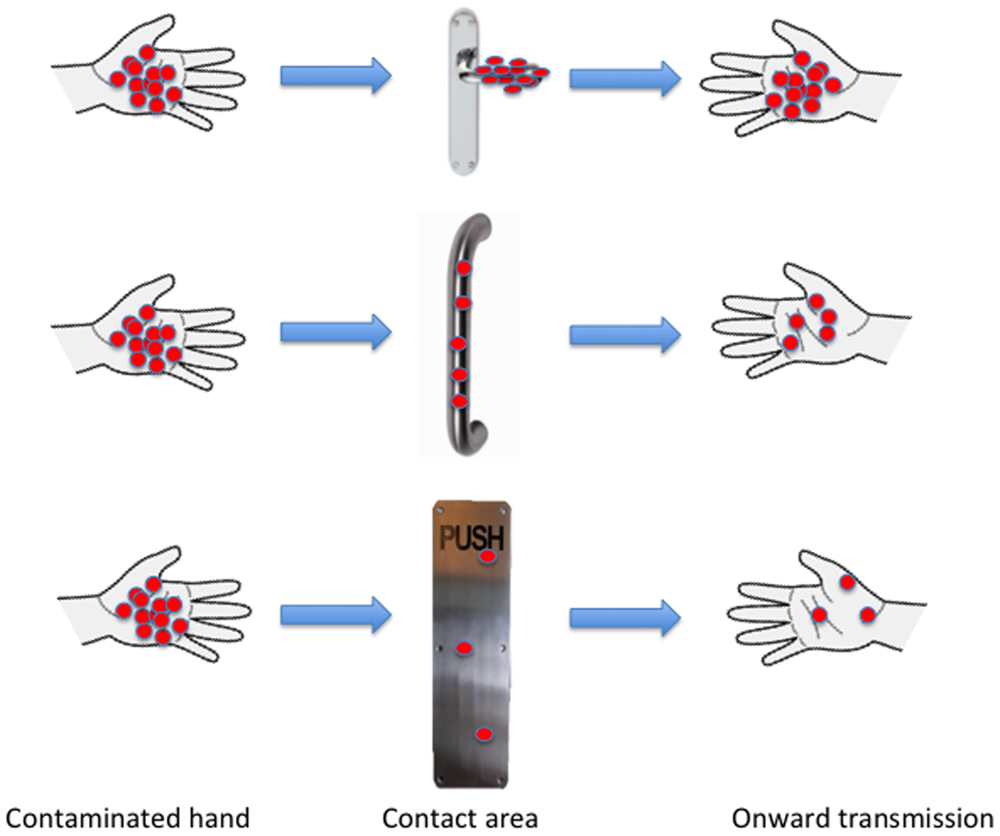 PUSH
Contaminated hand
Contact area
Onward transmission